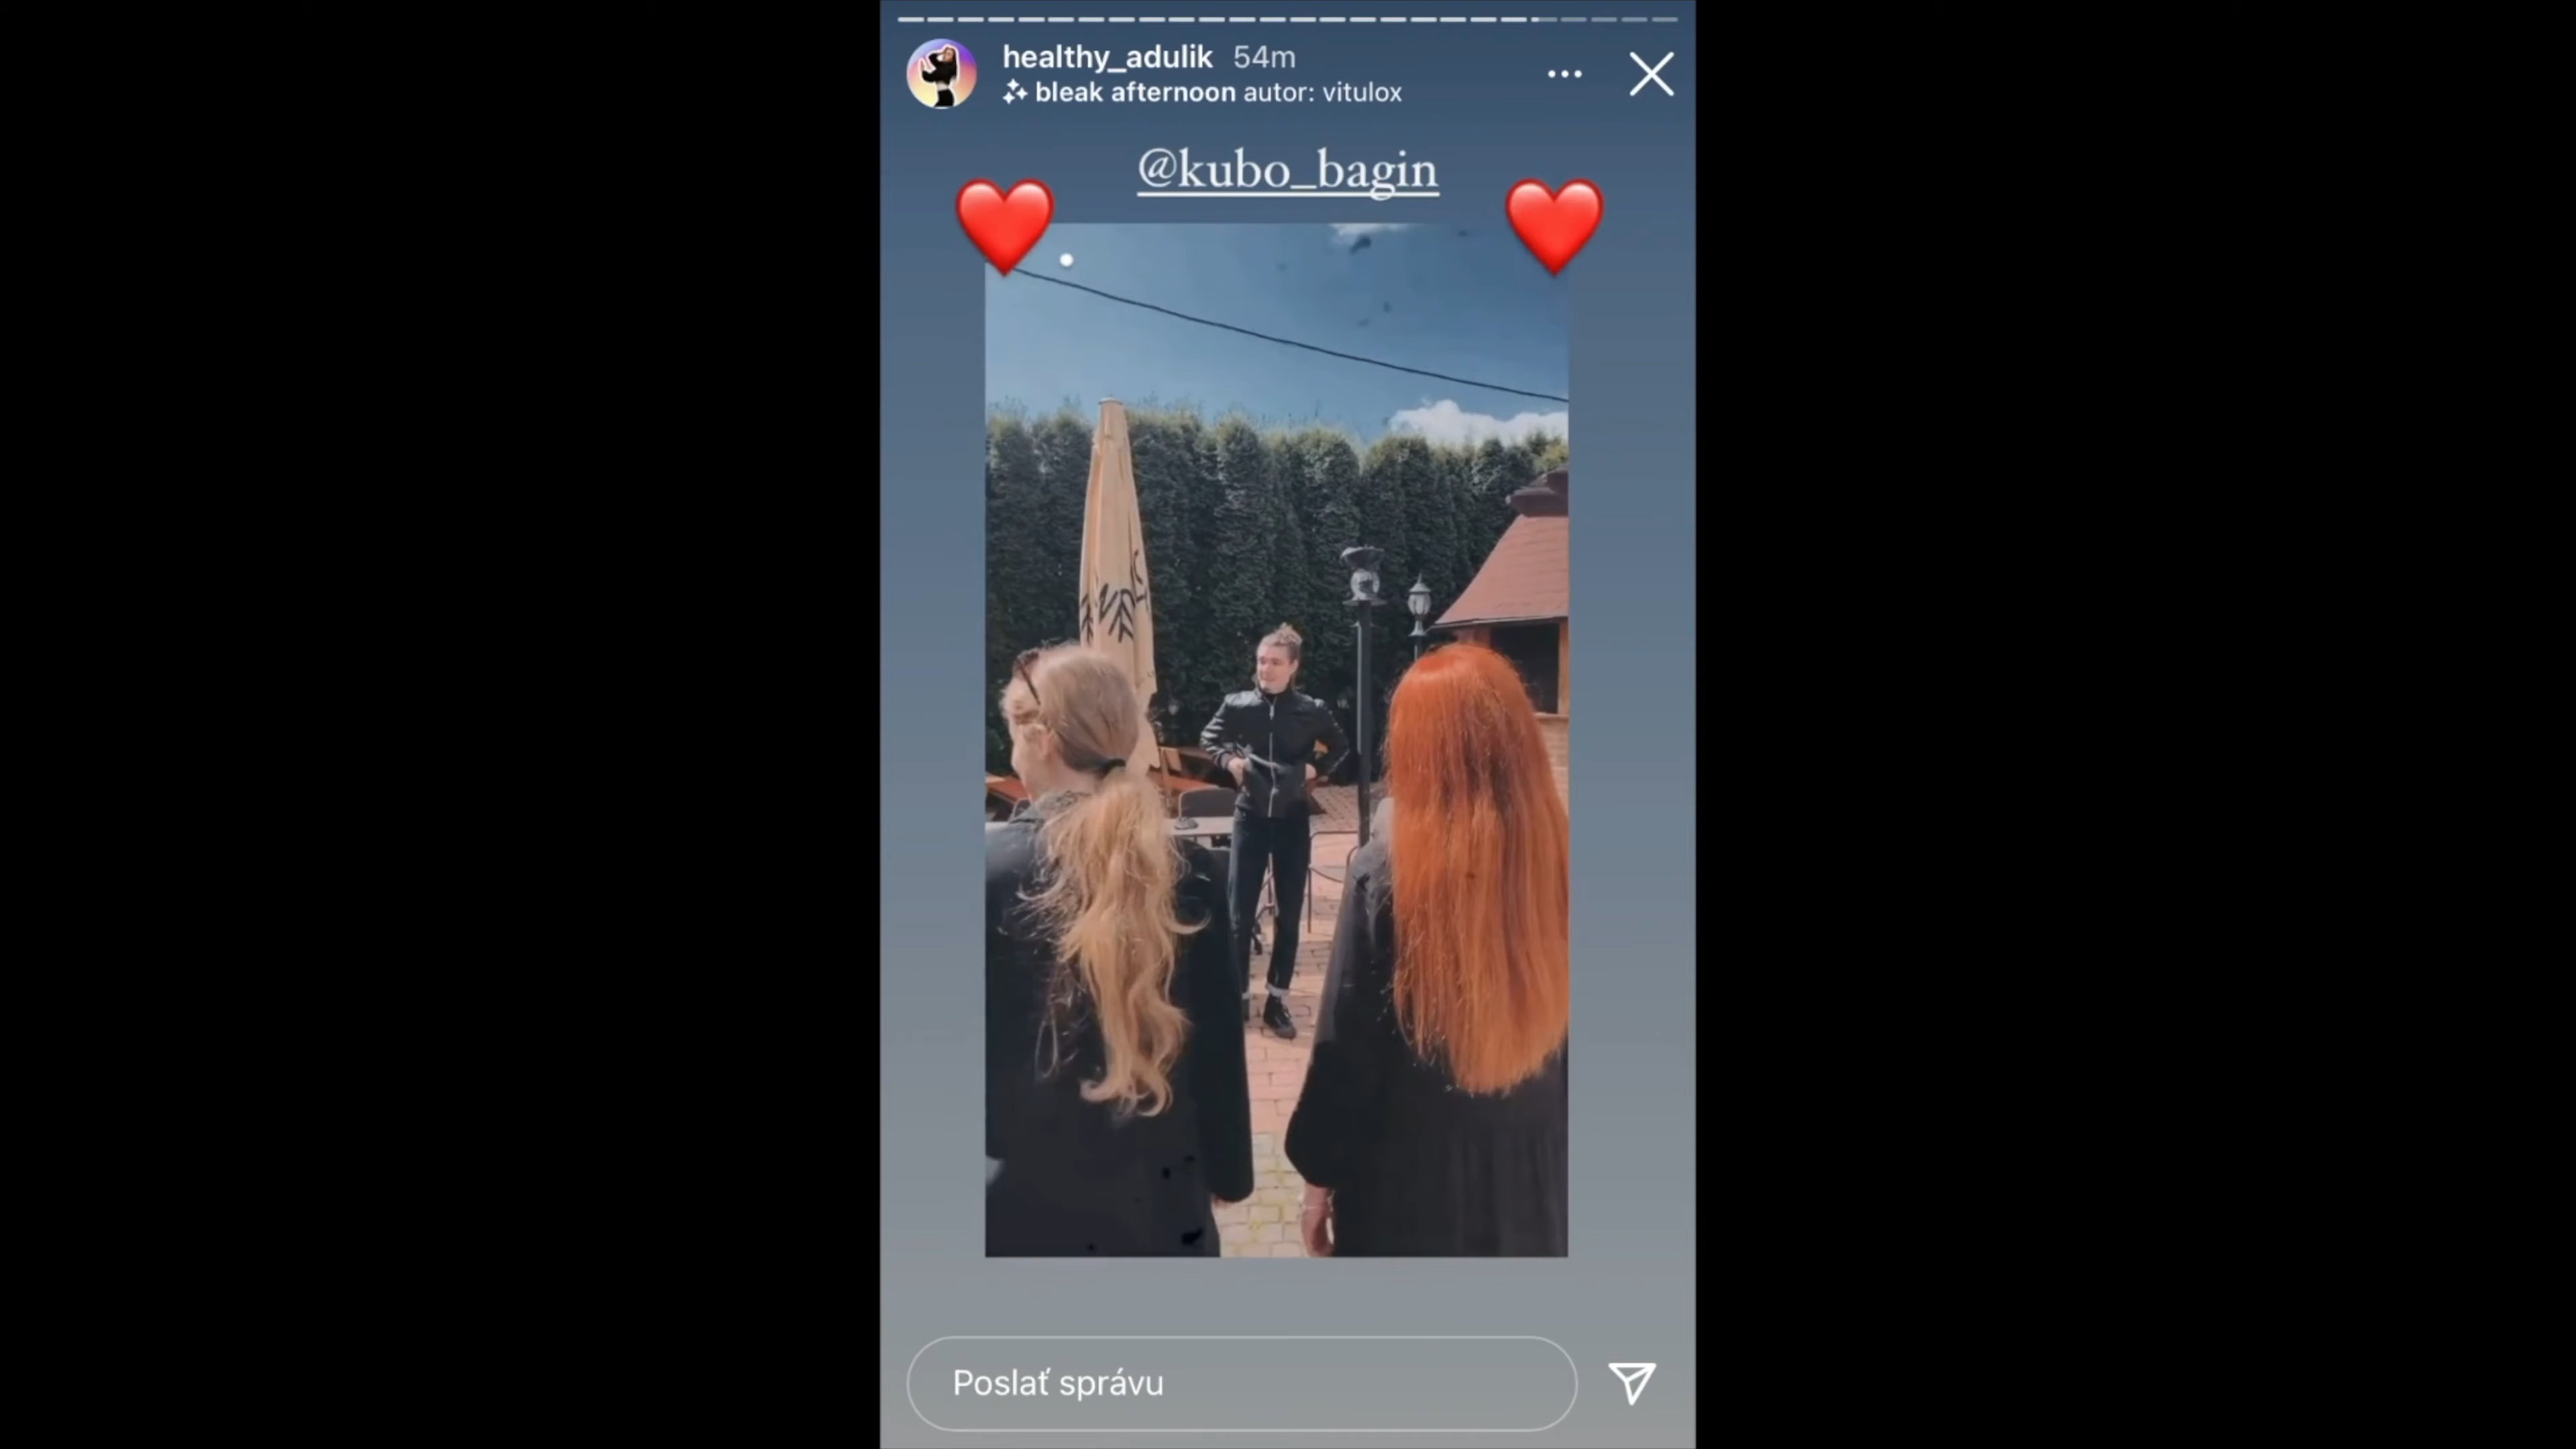 healthy_adulik 54m
bleak afternoon autor: vitulox
@kubo_bagin
Poslať správu